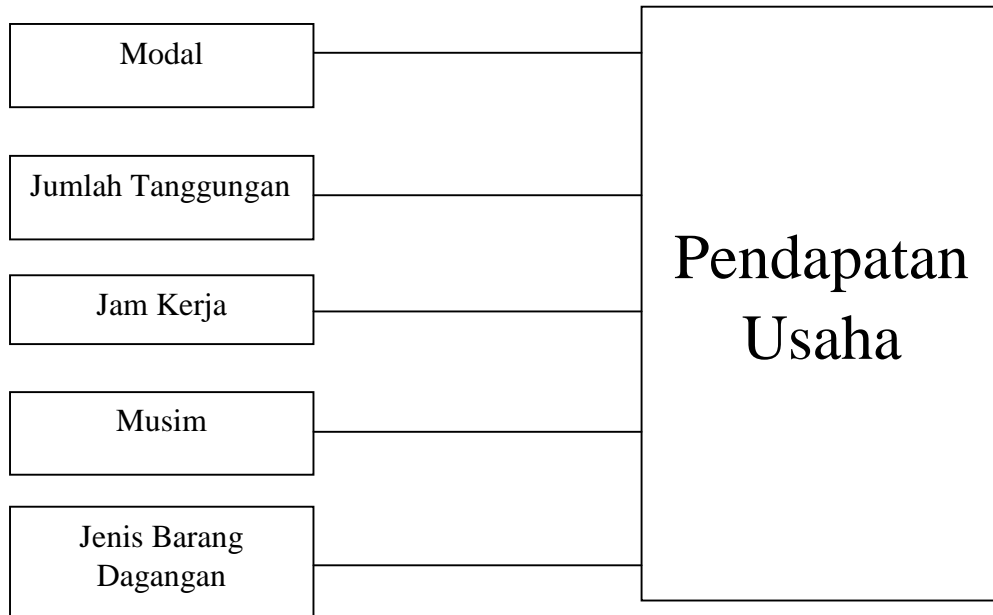 Modal
Jumlah Tanggungan
Jam Kerja
Musim
Jenis Barang
Dagangan
Pendapatan
Usaha